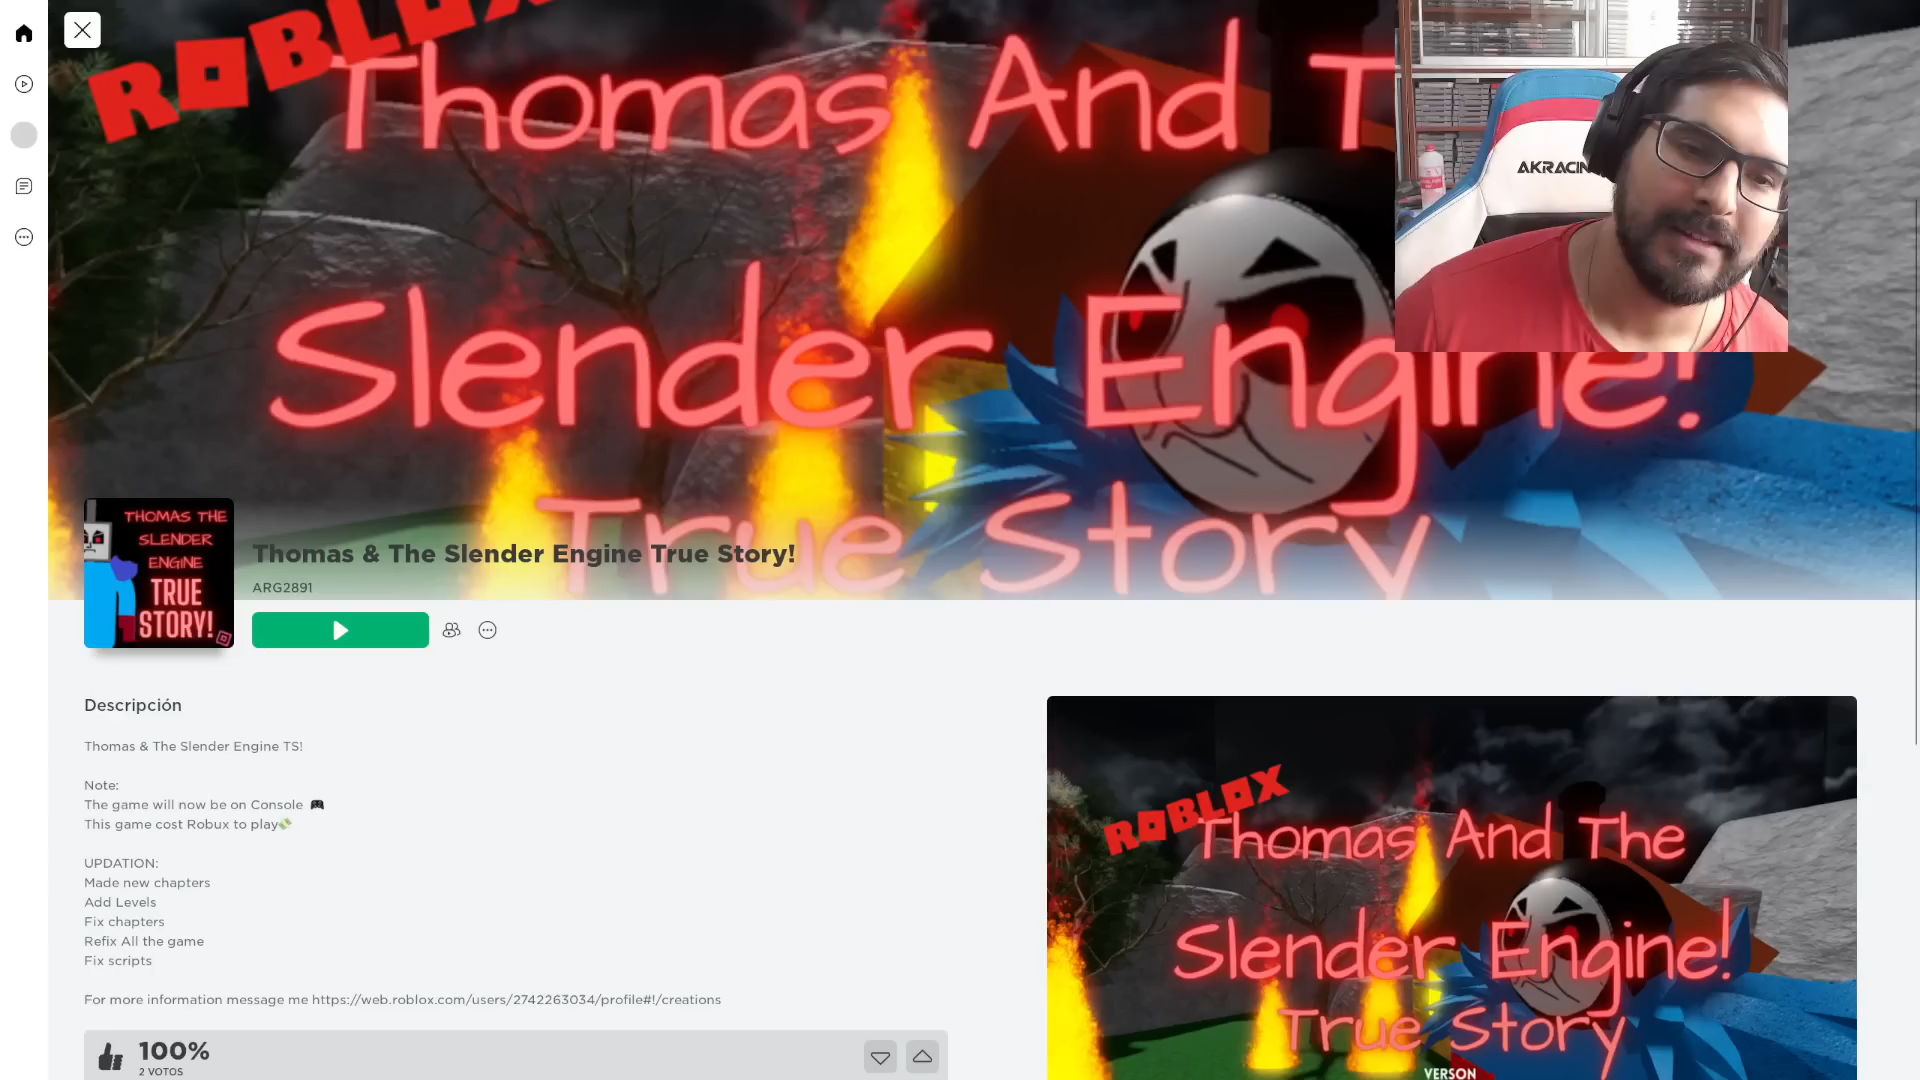 ROBLOX
Thomas And T
Slender Engine!
True Story
AKRACIN
THOMAS THE
SLENDER
ENGINE
TRUE
STORY!
Thomas & The Slender Engine True Story!
ARG2891
Descripción
Thomas & The Slender Engine TS!
Note:
The game will now be on Console 🎮
This game cost Robux to play💸
UPDATION:
Made new chapters
Add Levels
Fix chapters
Refix All the game
Fix scripts
For more information message me https://web.roblox.com/users/2742263034/profile#!/creations
100%
2 VOTOS
ROBLOX
Thomas And The
Slender Engine!
True Story
VERSON